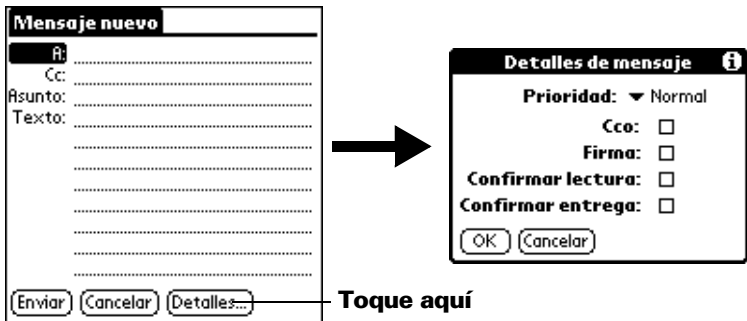 Mensaje nuevo
A:
Cc:
Asunto:
Texto:
Enviar Cancelar Detalles...
Toque aquí
Detalles de mensaje
Prioridad: Normal
Cco:
Firma:
Confirmar lectura:
Confirmar entrega:
OK Cancelar